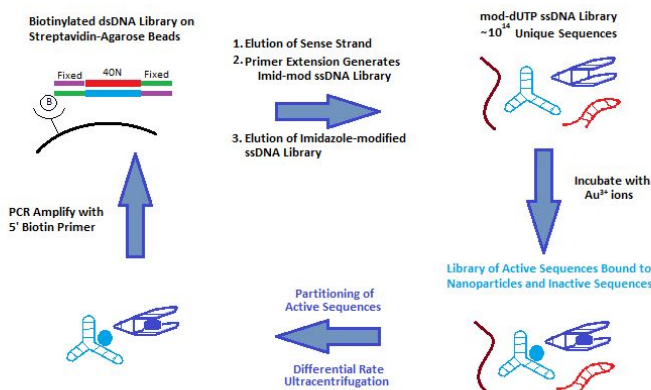 Biotinylated dsDNA Library on
Streptavidin-Agarose Beads
Fixed
40N
Fixed
B
1. Elution of Sense Strand
2. Primer Extension Generates
Imid-mod ssDNA Library
3. Elution of Imidazole-modified
ssDNA Library
mod-dUTP ssDNA Library
~10¹⁴
Unique Sequences
Incubate with
Au³⁺ ions
PCR Amplify with
5' Biotin Primer
Library of Active Sequences Bound to
Nanoparticles and Inactive Sequences
Partitioning of
Active Sequences
Differential Rate
Ultracentrifugation